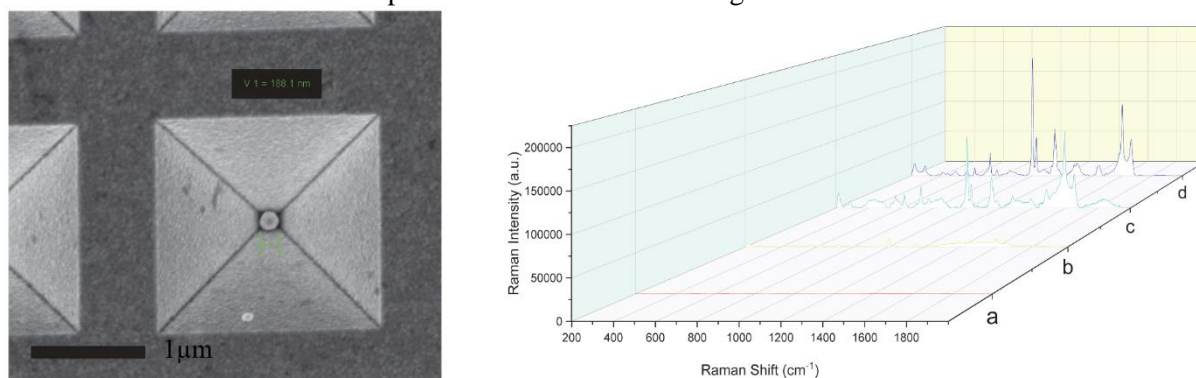 V 1 = 188.1 nm
1μm
Raman Intensity (a.u.)
200000
150000
100000
50000
0
200 400 600 800 1000 1200 1400 1600 1800
Raman Shift (cm⁻¹)
a
b
c
d